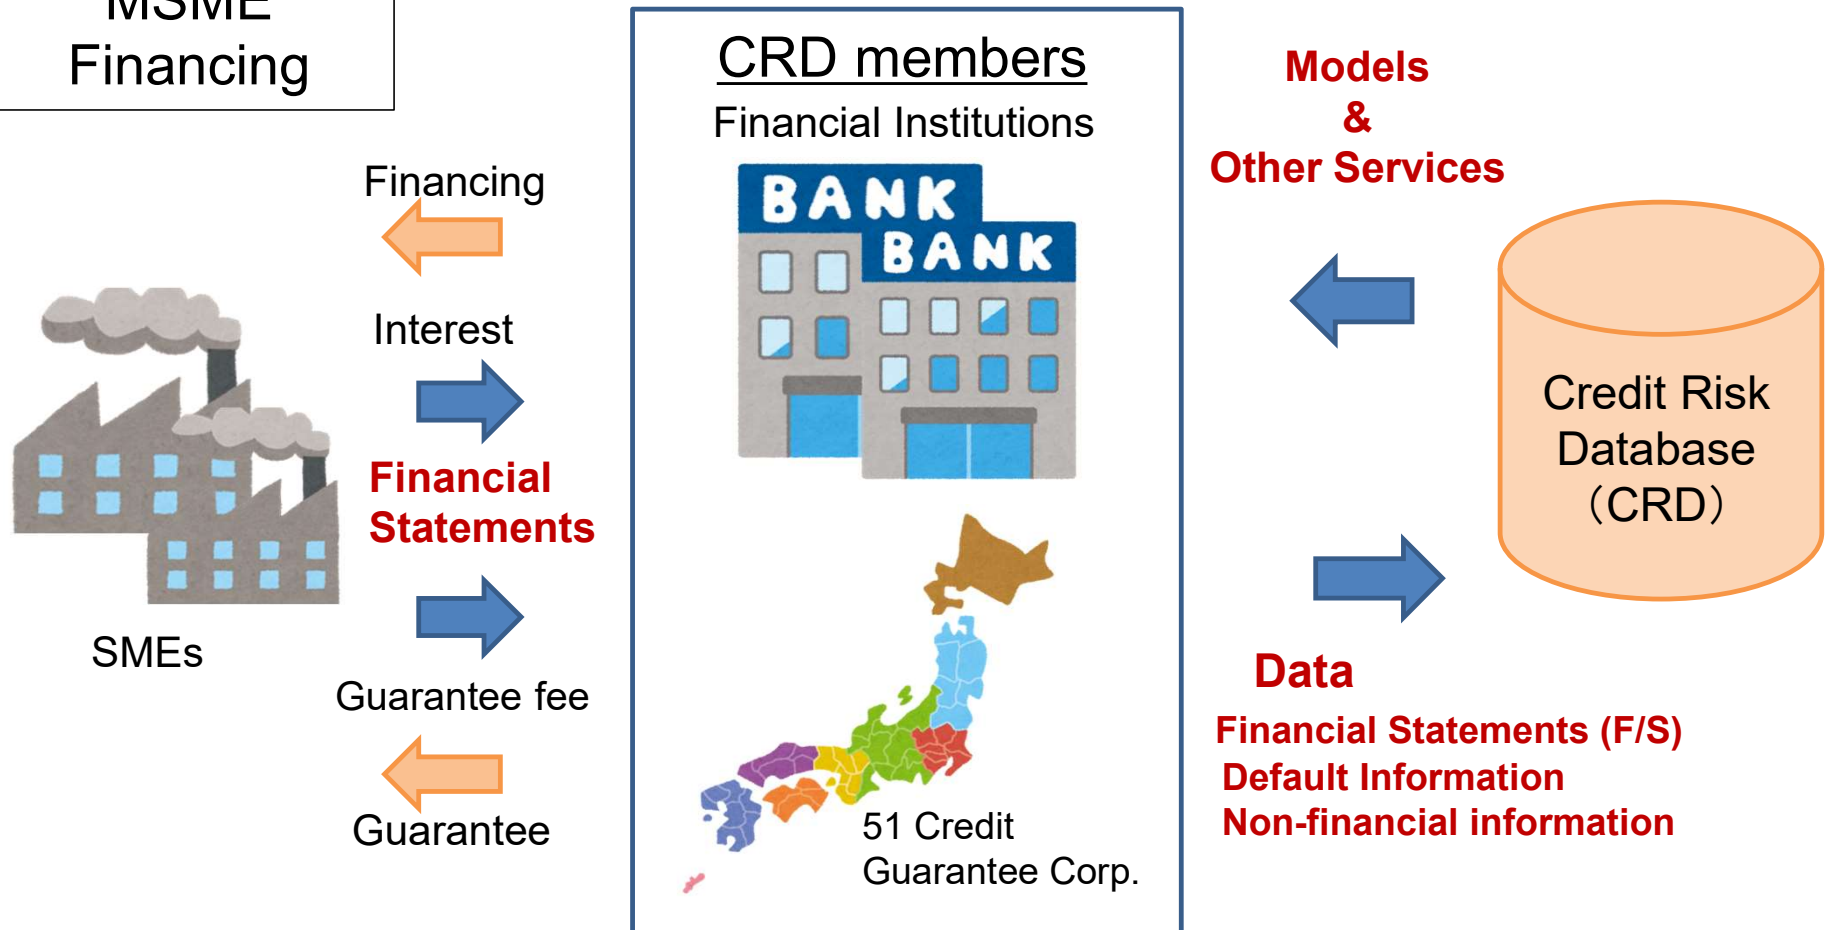 MSME
Financing
Financing
Interest
Financial
Statements
Guarantee fee
Guarantee
SMEs
CRD members
Financial Institutions
BANK
BANK
51 Credit
Guarantee Corp.
Models
&
Other Services
Credit Risk
Database
（CRD）
Data
Financial Statements (F/S)
Default Information
Non-financial information